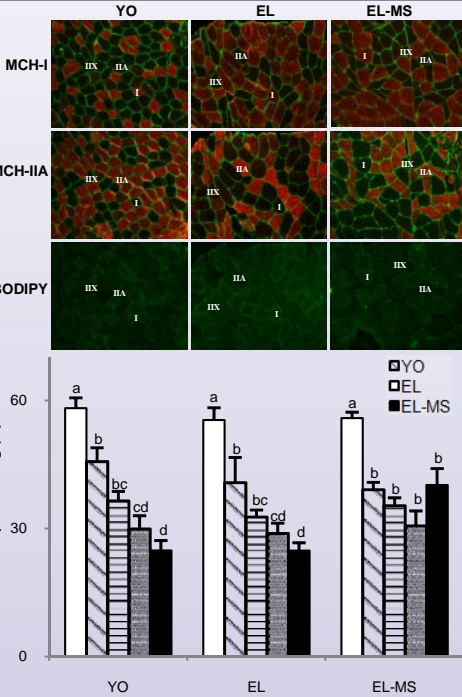 YO EL EL-MS
MCH-I
IIX IIA I
IIA IIX I
I IIX IIA
MCH-IIA
IIX IIA I
IIA IIX I
I IIX IIA
BODIPY
IIX IIA I
IIA IIX I
I IIX IIA
YO
EL
EL-MS
60
30
0
a b bc cd d
a b bc cd d
a b b b b
YO EL EL-MS